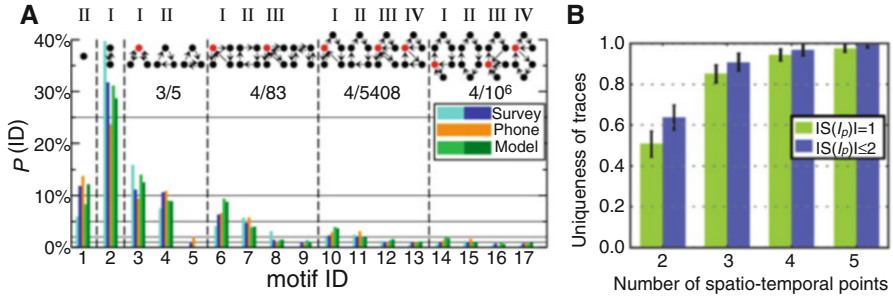 A
II I I II I II III I II III IV I II III IV
40%
30%
20%
10%
0%
P (ID)
3/5 4/83 4/5408 4/10⁶
Survey
Phone
Model
1 2 3 4 5 6 7 8 9 10 11 12 13 14 15 16 17
motif ID
B
1.0
0.8
0.6
0.4
0.2
0.0
Uniqueness of traces
|S(Iₚ)|=1
|S(Iₚ)|≤2
2 3 4 5
Number of spatio-temporal points